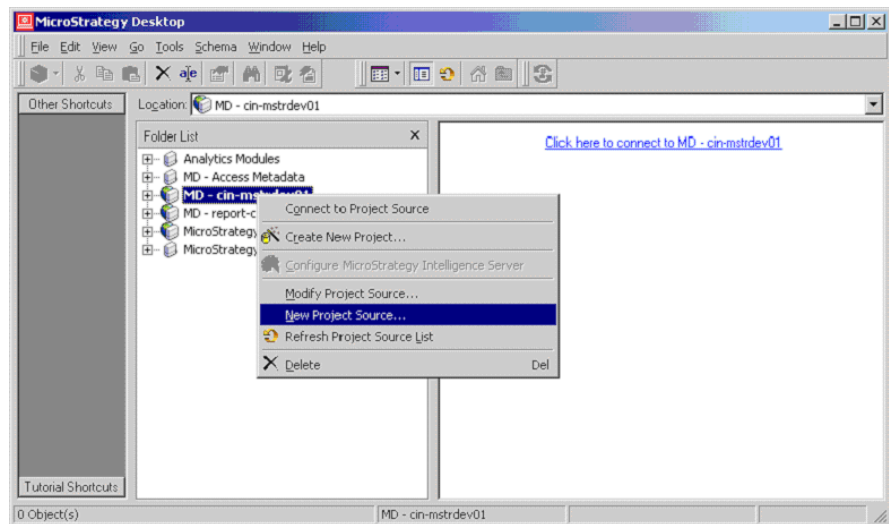 MicroStrategy Desktop
File Edit View Go Tools Schema Window Help
Other Shortcuts
Location: MD - cin-mstrdev01
Folder List
Click here to connect to MD - cin-mstrdev01
Analytics Modules
MD - Access Metadata
MD - cin-mstrdev01
MD - report-c
MicroStrategy
MicroStrategy
Connect to Project Source
Create New Project...
Configure MicroStrategy Intelligence Server
Modify Project Source...
New Project Source...
Refresh Project Source List
Delete Del
Tutorial Shortcuts
0 Object(s) MD - cin-mstrdev01